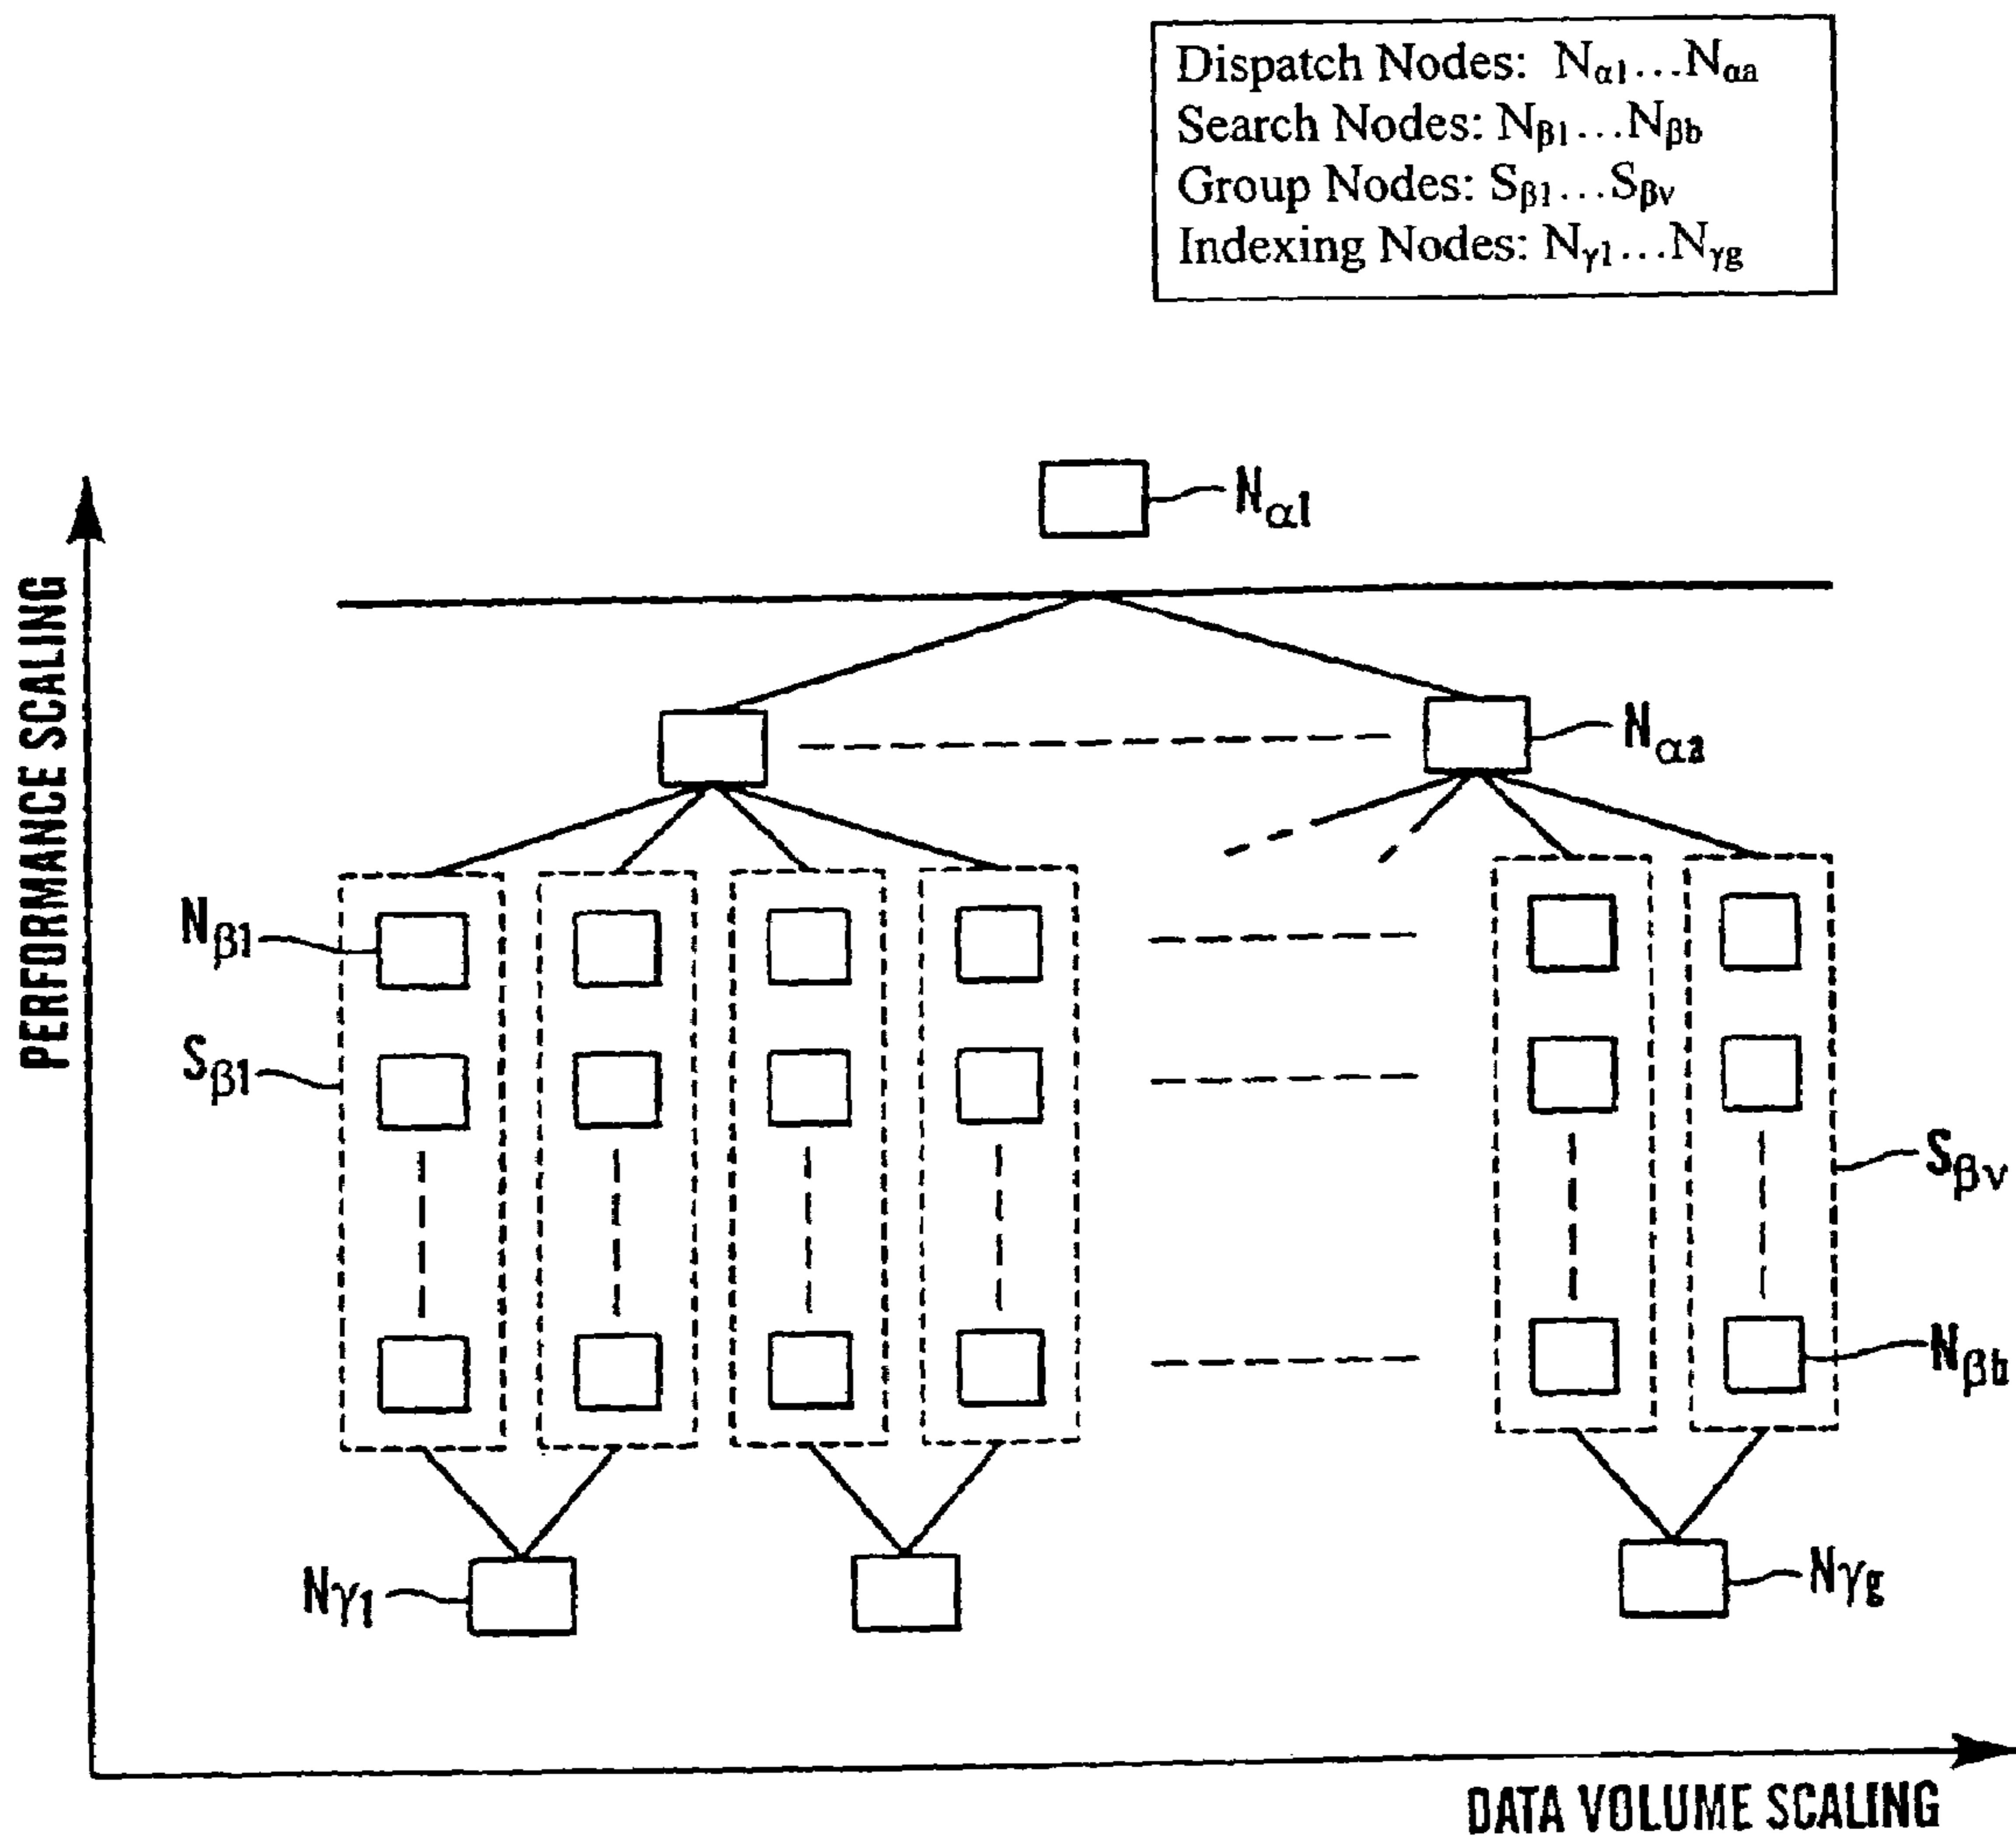 Dispatch Nodes: Nα1...Nαa
Search Nodes: Nβ1...Nβb
Group Nodes: Sβ1...Sβv
Indexing Nodes: Nγ1...Nγg
Nα1
PERFORMANCE SCALING
Nαa
Nβ1
Sβ1
Sβv
Nβb
Nγ1
Nγg
DATA VOLUME SCALING